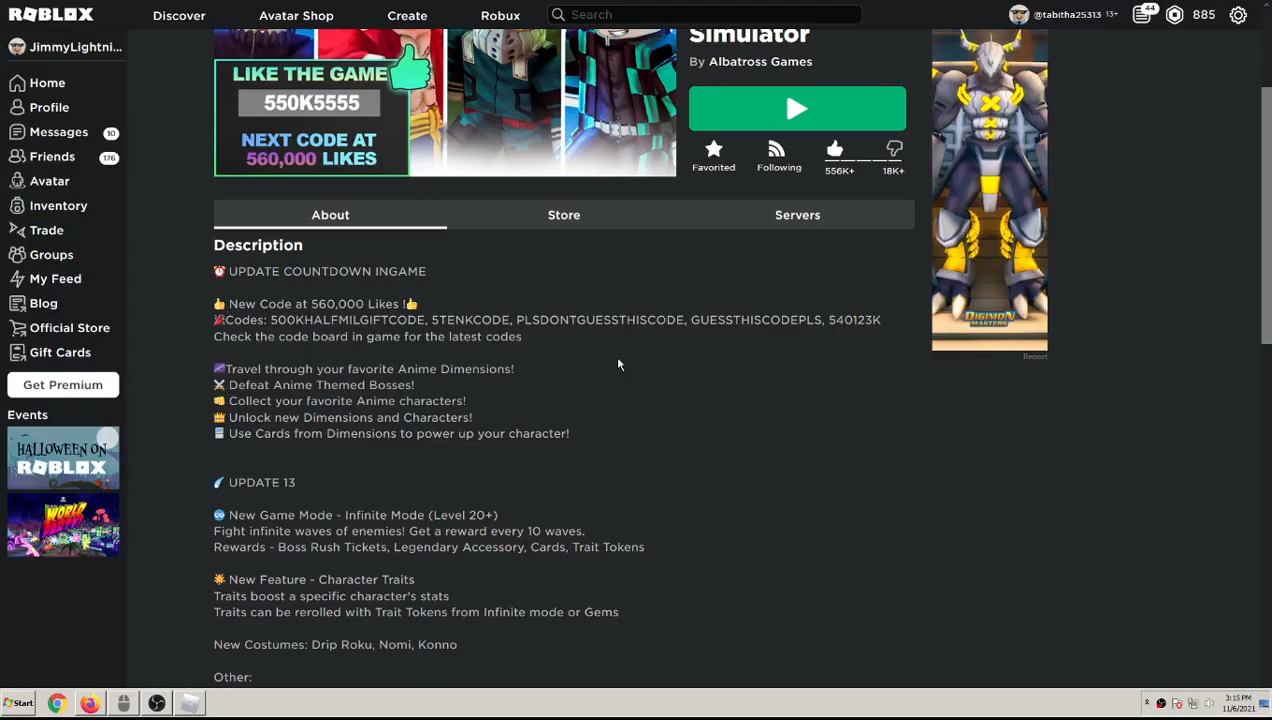 ROBLOX
Discover
Avatar Shop
Create
Robux
Search
@tabitha25313 13+
44
885
JimmyLightni...
Home
Profile
Messages 10
Friends 176
Avatar
Inventory
Trade
Groups
My Feed
Blog
Official Store
Gift Cards
Get Premium
Events
HALLOWEEN ON
ROBLOX
WORLD
PARTY
LIKE THE GAME
550K5555
NEXT CODE AT
560,000 LIKES
Simulator
By Albatross Games
Favorited
Following
556K+
18K+
DIGIMON
MASTERS
Report
About
Store
Servers
Description
UPDATE COUNTDOWN INGAME
New Code at 560,000 Likes !
Codes: 500KHALFMILGIFTCODE, 5TENKCODE, PLSDONTGUESSTHISCODE, GUESSTHISCODEPLS, 540123K
Check the code board in game for the latest codes
Travel through your favorite Anime Dimensions!
Defeat Anime Themed Bosses!
Collect your favorite Anime characters!
Unlock new Dimensions and Characters!
Use Cards from Dimensions to power up your character!
UPDATE 13
New Game Mode - Infinite Mode (Level 20+)
Fight infinite waves of enemies! Get a reward every 10 waves.
Rewards - Boss Rush Tickets, Legendary Accessory, Cards, Trait Tokens
New Feature - Character Traits
Traits boost a specific character's stats
Traits can be rerolled with Trait Tokens from Infinite mode or Gems
New Costumes: Drip Roku, Nomi, Konno
Other:
Start
3:15 PM
11/6/2021